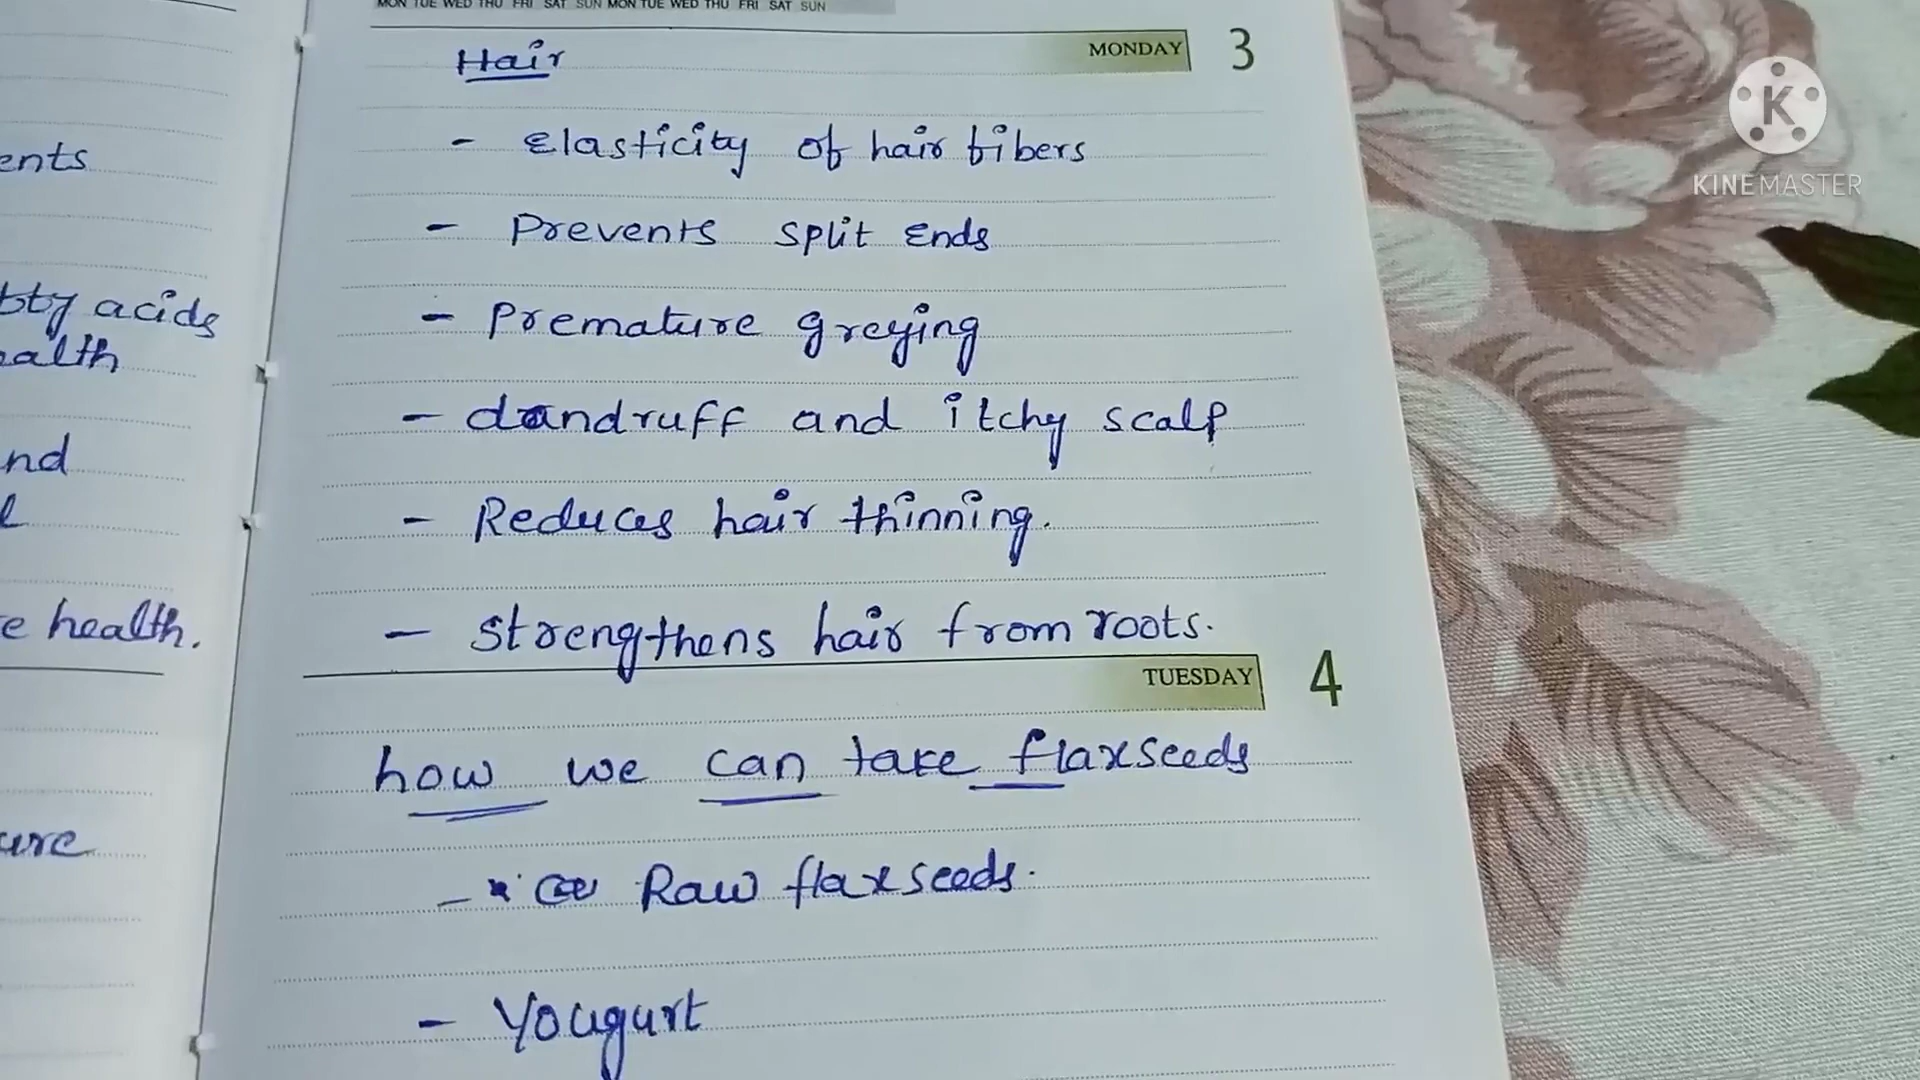 MON TUE WED THU FRI SAT SUN MON TUE WED THU FRI SAT SUN
MONDAY 3
Hair
- Elasticity of hair fibers
- Prevents split Ends
- Premature greying
- dandruff and itchy scalp
- Reduces hair thinning.
- Strengthens hair from roots.
TUESDAY 4
how we can take flaxseeds
- Raw flaxseeds.
- Yougurt
ents
acids
nd
e health.
ure
K
KINEMASTER